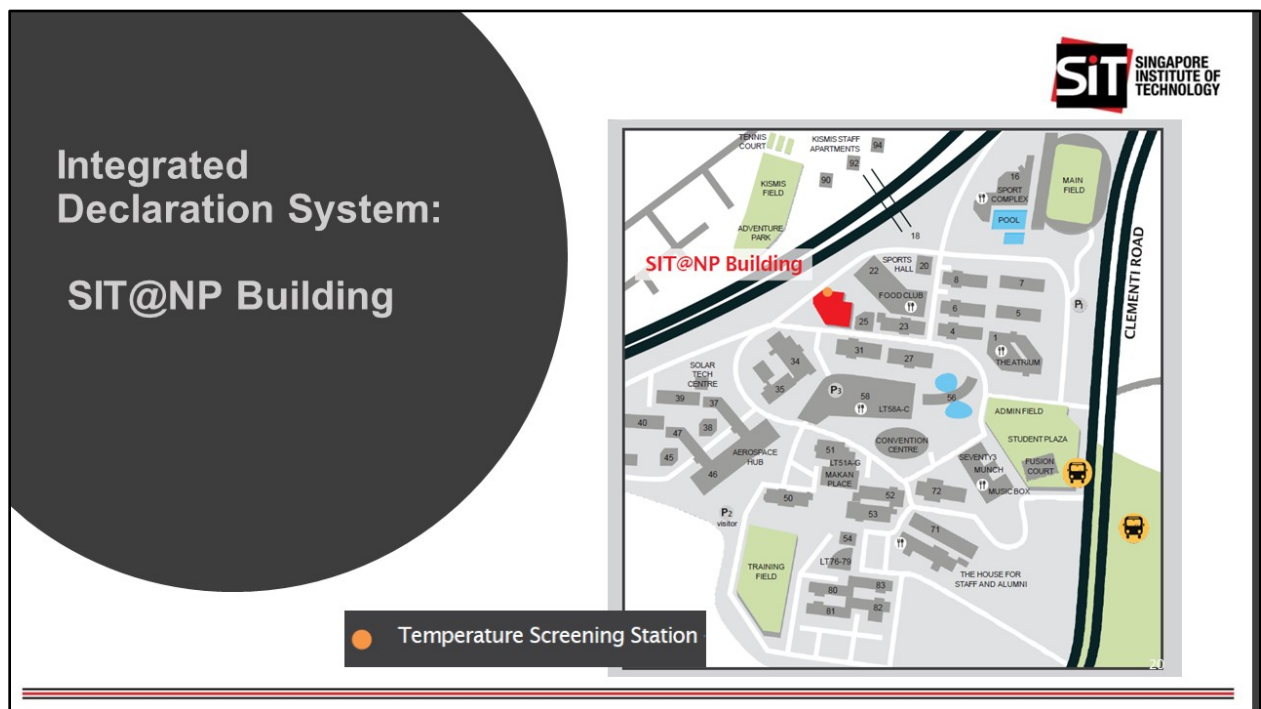 Integrated
Declaration System:
SIT@NP Building
SiT
SINGAPORE
INSTITUTE OF
TECHNOLOGY
TENNIS
COURT
KISMIS STAFF
APARTMENTS
94
92
90
KISMIS
FIELD
ADVENTURE
PARK
16
SPORT
COMPLEX
POOL
MAIN
FIELD
18
CLEMENTI ROAD
SIT@NP Building
SPORTS
HALL
20
22
FOOD CLUB
8
7
6
5
4
25
23
1
THE ATRIUM
P1
31
27
34
35
SOLAR
TECH
CENTRE
39
37
40
47
38
45
46
AEROSPACE
HUB
P3
58
LT58A-C
56
ADMIN FIELD
STUDENT PLAZA
FUSION
COURT
CONVENTION
CENTRE
SEVENTY3
MUNCH
MUSIC BOX
51
LT51A-G
MAKAN
PLACE
50
52
53
72
P2
visitor
54
71
LT76-79
TRAINING
FIELD
80
83
81
82
THE HOUSE FOR
STAFF AND ALUMNI
Temperature Screening Station
20